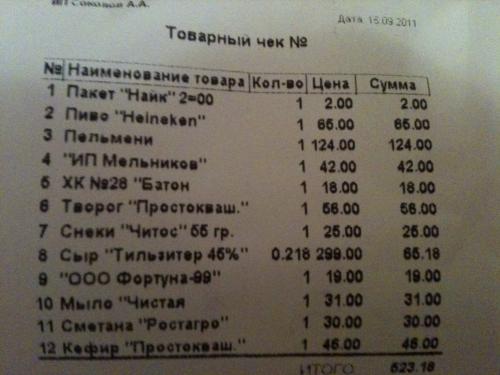 ИП Соколов А.А.
Дата 15.09.2011
Товарный чек №
№ Наименование товара Кол-во Цена Сумма
1 Пакет "Найк" 2=00 1 2.00 2.00
2 Пиво "Heineken" 1 65.00 65.00
3 Пельмени 1 124.00 124.00
4 "ИП Мельников" 1 42.00 42.00
5 ХК №28 "Батон 1 18.00 18.00
6 Творог "Простокваш." 1 56.00 56.00
7 Снеки "Читос" 55 гр. 1 25.00 25.00
8 Сыр "Тильзитер 45%" 0.218 299.00 65.18
9 "ООО Фортуна-99" 1 19.00 19.00
10 Мыло "Чистая 1 31.00 31.00
11 Сметана "Ростагро" 1 30.00 30.00
12 Кефир "Простокваш." 1 46.00 46.00
ИТОГО 523.18